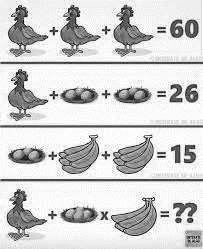 + + = 60
+ + = 26
+ + = 15
+ x = ??